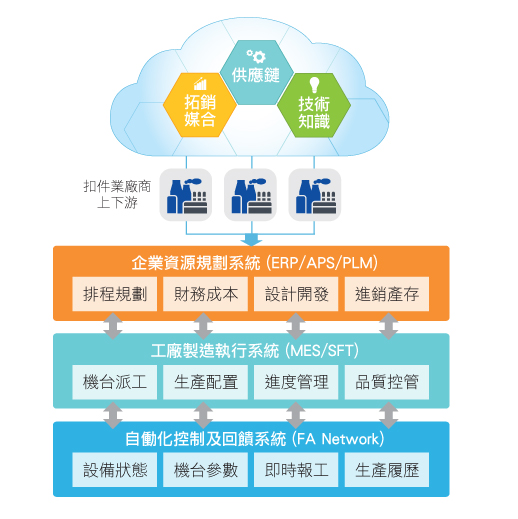 供應鏈
拓銷
媒合
技術
知識
扣件業廠商
上下游
企業資源規劃系統 (ERP/APS/PLM)
排程規劃
財務成本
設計開發
進銷產存
工廠製造執行系統 (MES/SFT)
機台派工
生產配置
進度管理
品質控管
自働化控制及回饋系統 (FA Network)
設備狀態
機台參數
即時報工
生產履歷